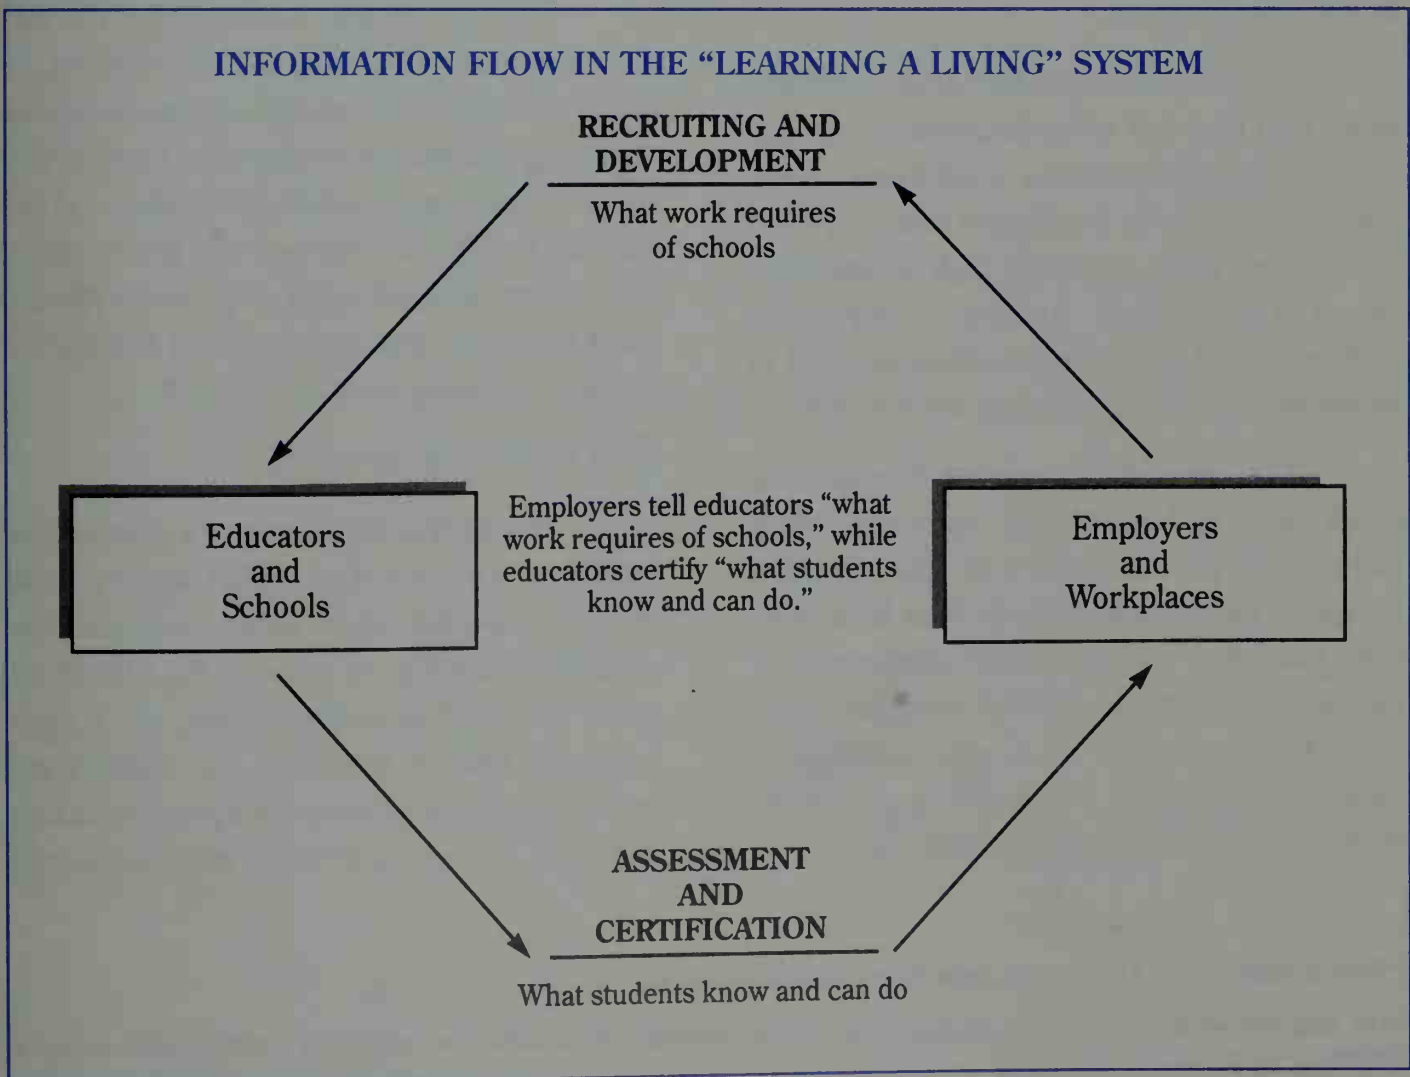 INFORMATION FLOW IN THE “LEARNING A LIVING” SYSTEM
RECRUITING AND
DEVELOPMENT
What work requires
of schools
Educators
and
Schools
Employers tell educators “what
work requires of schools,” while
educators certify “what students
know and can do.”
Employers
and
Workplaces
ASSESSMENT
AND
CERTIFICATION
What students know and can do